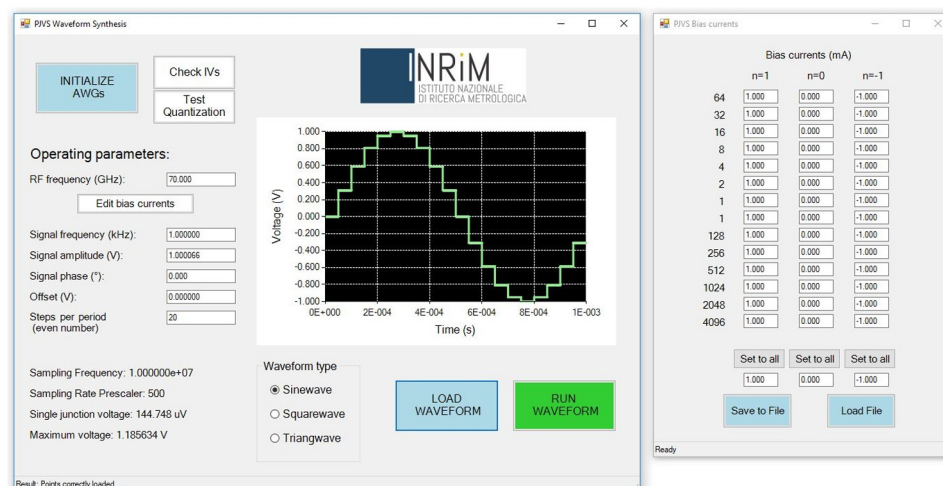 PJVS Waveform Synthesis
INITIALIZE
AWGs
Check IVs
Test
Quantization
INRiM
ISTITUTO NAZIONALE
DI RICERCA METROLOGICA
Operating parameters:
RF frequency (GHz): 70.000
Edit bias currents
Signal frequency (kHz): 1.000000
Signal amplitude (V): 1.000066
Signal phase (°): 0.000
Offset (V): 0.000000
Steps per period 20
(even number)
Voltage (V)
1.000
0.800
0.600
0.400
0.200
0.000
-0.200
-0.400
-0.600
-0.800
-1.000
0E+000 2E-004 4E-004 6E-004 8E-004 1E-003
Time (s)
Sampling Frequency: 1.000000e+07
Sampling Rate Prescaler: 500
Single junction voltage: 144.748 uV
Maximum voltage: 1.185634 V
Waveform type
Sinewave
Squarewave
Triangwave
LOAD
WAVEFORM
RUN
WAVEFORM
Result: Points correctly loaded
PJVS Bias currents
Bias currents (mA)
n=1 n=0 n=-1
64 1.000 0.000 -1.000
32 1.000 0.000 -1.000
16 1.000 0.000 -1.000
8 1.000 0.000 -1.000
4 1.000 0.000 -1.000
2 1.000 0.000 -1.000
1 1.000 0.000 -1.000
1 1.000 0.000 -1.000
128 1.000 0.000 -1.000
256 1.000 0.000 -1.000
512 1.000 0.000 -1.000
1024 1.000 0.000 -1.000
2048 1.000 0.000 -1.000
4096 1.000 0.000 -1.000
Set to all Set to all Set to all
1.000 0.000 -1.000
Save to File
Load File
Ready